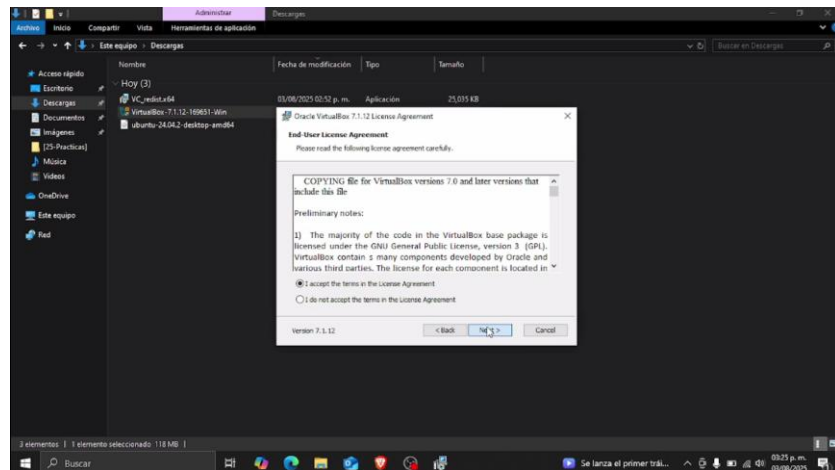 Administrar
Descargas
Archivo
Inicio
Compartir
Vista
Herramientas de aplicación
Este equipo › Descargas
Buscar en Descargas
Nombre
Fecha de modificación
Tipo
Tamaño
Acceso rápido
Escritorio
Descargas
Documentos
Imágenes
[25-Practicas]
Música
Videos
OneDrive
Este equipo
Red
Hoy (3)
VC_redist.x64
03/08/2025 02:52 p. m.
Aplicación
25,035 KB
VirtualBox-7.1.12-169651-Win
ubuntu-24.04.2-desktop-amd64
Oracle VirtualBox 7.1.12 License Agreement
End-User License Agreement
Please read the following license agreement carefully.
COPYING file for VirtualBox versions 7.0 and later versions that
include this file
Preliminary notes:
1) The majority of the code in the VirtualBox base package is
licensed under the GNU General Public License, version 3 (GPL).
VirtualBox contain s many components developed by Oracle and
various third parties. The license for each component is located in
I accept the terms in the License Agreement
I do not accept the terms in the License Agreement
Version 7.1.12
< Back
Next >
Cancel
3 elementos
1 elemento seleccionado 118 MB
Buscar
Se lanza el primer trái...
03:25 p. m.
03/08/2025